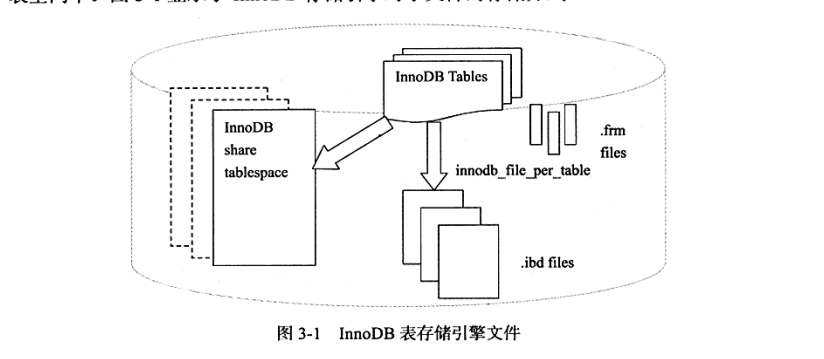 InnoDB Tables
InnoDB
share
tablespace
.frm
files
innodb_file_per_table
.ibd files
图 3-1 InnoDB 表存储引擎文件